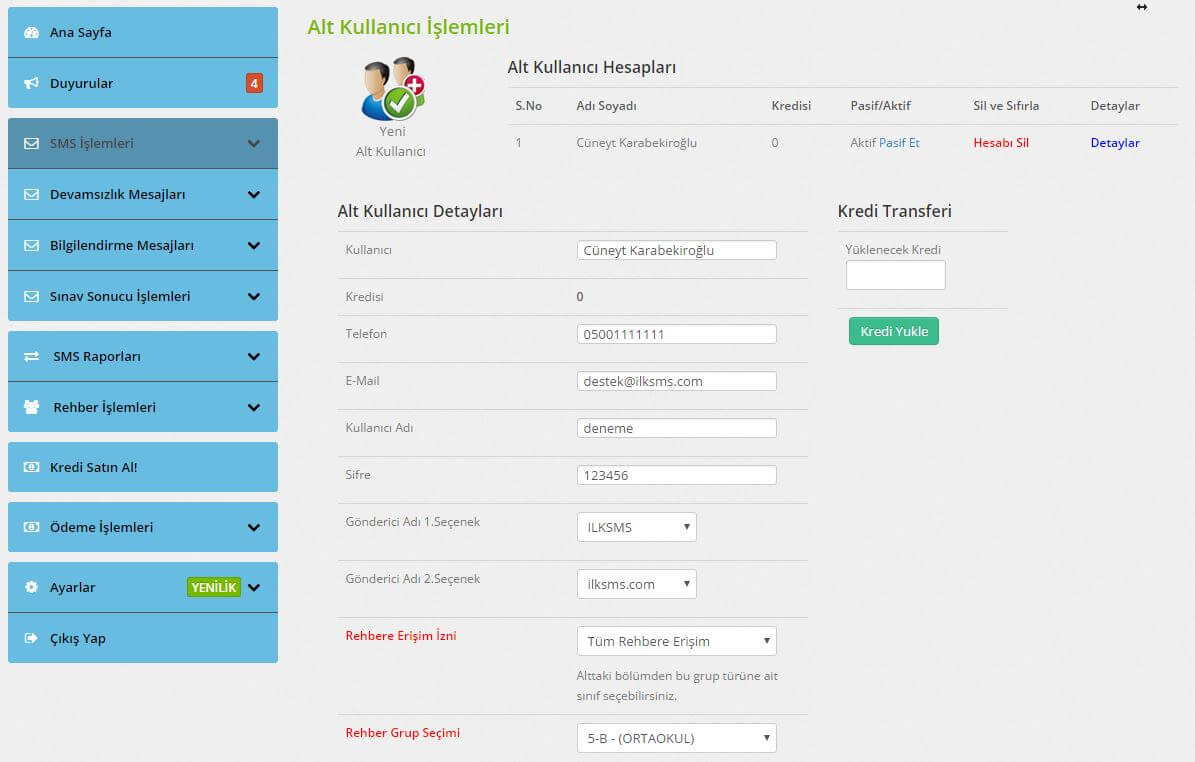 Ana Sayfa
Duyurular 4
SMS İşlemleri
Devamsızlık Mesajları
Bilgilendirme Mesajları
Sınav Sonucu İşlemleri
SMS Raporları
Rehber İşlemleri
Kredi Satın Al!
Ödeme İşlemleri
Ayarlar YENİLİK
Çıkış Yap
Alt Kullanıcı İşlemleri
Yeni
Alt Kullanıcı
Alt Kullanıcı Hesapları
S.No Adı Soyadı Kredisi Pasif/Aktif Sil ve Sıfırla Detaylar
1 Cüneyt Karabekiroğlu 0 Aktif Pasif Et Hesabı Sil Detaylar
Alt Kullanıcı Detayları
Kullanıcı Cüneyt Karabekiroğlu
Kredisi 0
Telefon 05001111111
E-Mail destek@ilksms.com
Kullanıcı Adı deneme
Sifre 123456
Gönderici Adı 1.Seçenek ILKSMS
Gönderici Adı 2.Seçenek ilksms.com
Rehbere Erişim İzni Tüm Rehbere Erişim
Alttaki bölümden bu grup türüne ait
sınıf seçebilirsiniz.
Rehber Grup Seçimi 5-B - (ORTAOKUL)
Kredi Transferi
Yüklenecek Kredi
Kredi Yukle